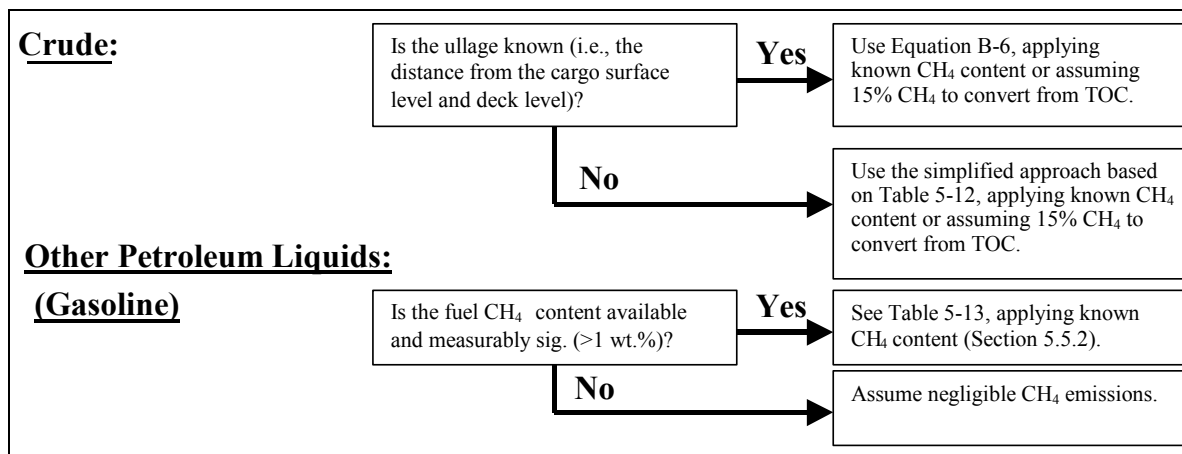 Crude:
Is the ullage known (i.e., the
distance from the cargo surface
level and deck level)?
Yes
Use Equation B-6, applying
known CH₄ content or assuming
15% CH₄ to convert from TOC.
No
Use the simplified approach based
on Table 5-12, applying known CH₄
content or assuming 15% CH₄ to
convert from TOC.
Other Petroleum Liquids:
(Gasoline)
Is the fuel CH₄ content available
and measurably sig. (>1 wt.%)?
Yes
See Table 5-13, applying known
CH₄ content (Section 5.5.2).
No
Assume negligible CH₄ emissions.